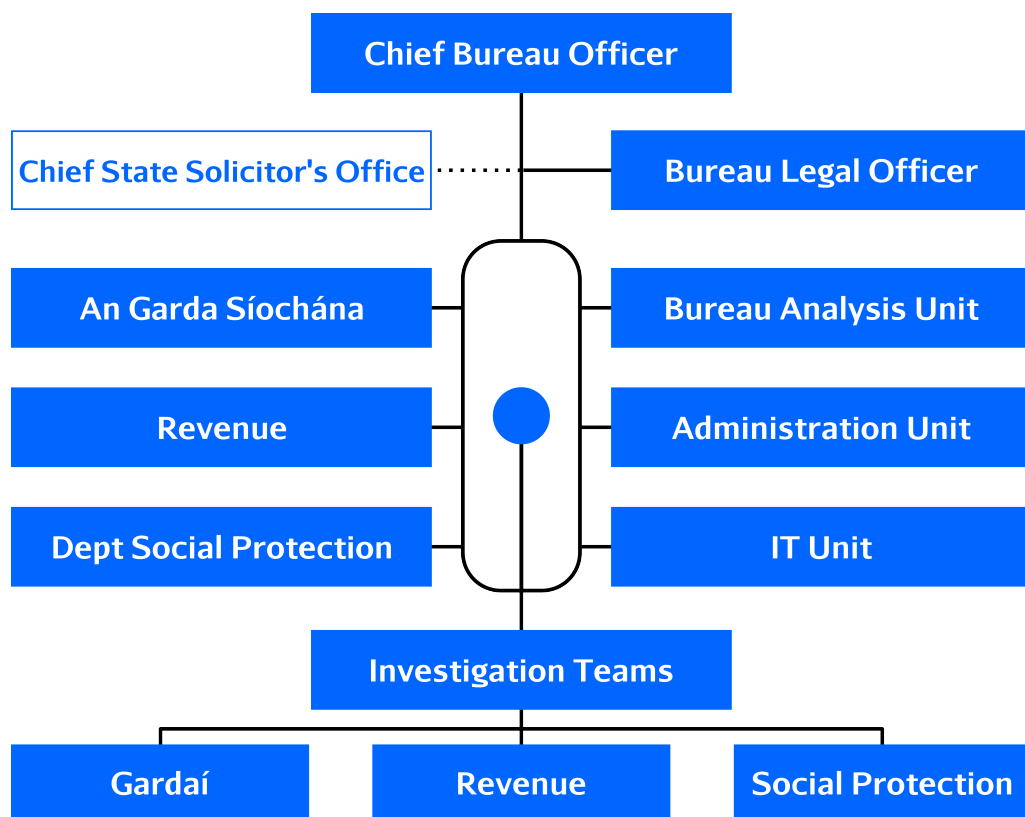 Chief Bureau Officer
Chief State Solicitor's Office
Bureau Legal Officer
An Garda Síochána
Bureau Analysis Unit
Revenue
Administration Unit
Dept Social Protection
IT Unit
Investigation Teams
Gardaí
Revenue
Social Protection